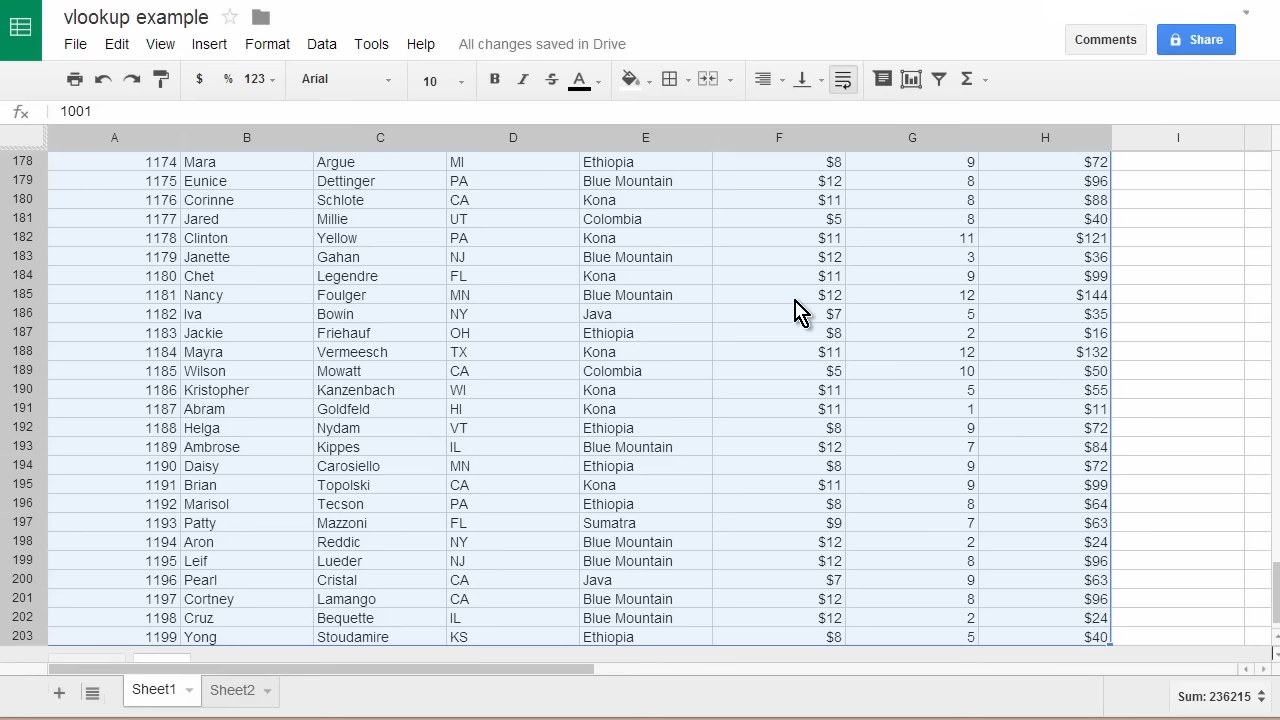 vlookup example
File Edit View Insert Format Data Tools Help All changes saved in Drive
Comments Share
$ % 123 Arial 10 B I S A Σ
fx 1001
A B C D E F G H I
178 1174 Mara Argue MI Ethiopia $8 9 $72
179 1175 Eunice Dettinger PA Blue Mountain $12 8 $96
180 1176 Corinne Schlote CA Kona $11 8 $88
181 1177 Jared Millie UT Colombia $5 8 $40
182 1178 Clinton Yellow PA Kona $11 11 $121
183 1179 Janette Gahan NJ Blue Mountain $12 3 $36
184 1180 Chet Legendre FL Kona $11 9 $99
185 1181 Nancy Foulger MN Blue Mountain $12 12 $144
186 1182 Iva Bowin NY Java $7 5 $35
187 1183 Jackie Friehauf OH Ethiopia $8 2 $16
188 1184 Mayra Vermeesch TX Kona $11 12 $132
189 1185 Wilson Mowatt CA Colombia $5 10 $50
190 1186 Kristopher Kanzenbach WI Kona $11 5 $55
191 1187 Abram Goldfeld HI Kona $11 1 $11
192 1188 Helga Nydam VT Ethiopia $8 9 $72
193 1189 Ambrose Kippes IL Blue Mountain $12 7 $84
194 1190 Daisy Carosiello MN Ethiopia $8 9 $72
195 1191 Brian Topolski CA Kona $11 9 $99
196 1192 Marisol Tecson PA Ethiopia $8 8 $64
197 1193 Patty Mazzoni FL Sumatra $9 7 $63
198 1194 Aron Reddic NY Blue Mountain $12 2 $24
199 1195 Leif Lueder NJ Blue Mountain $12 8 $96
200 1196 Pearl Cristal CA Java $7 9 $63
201 1197 Cortney Lamango CA Blue Mountain $12 8 $96
202 1198 Cruz Bequette IL Blue Mountain $12 2 $24
203 1199 Yong Stoudamire KS Ethiopia $8 5 $40
Sheet1 Sheet2 Sum: 236215